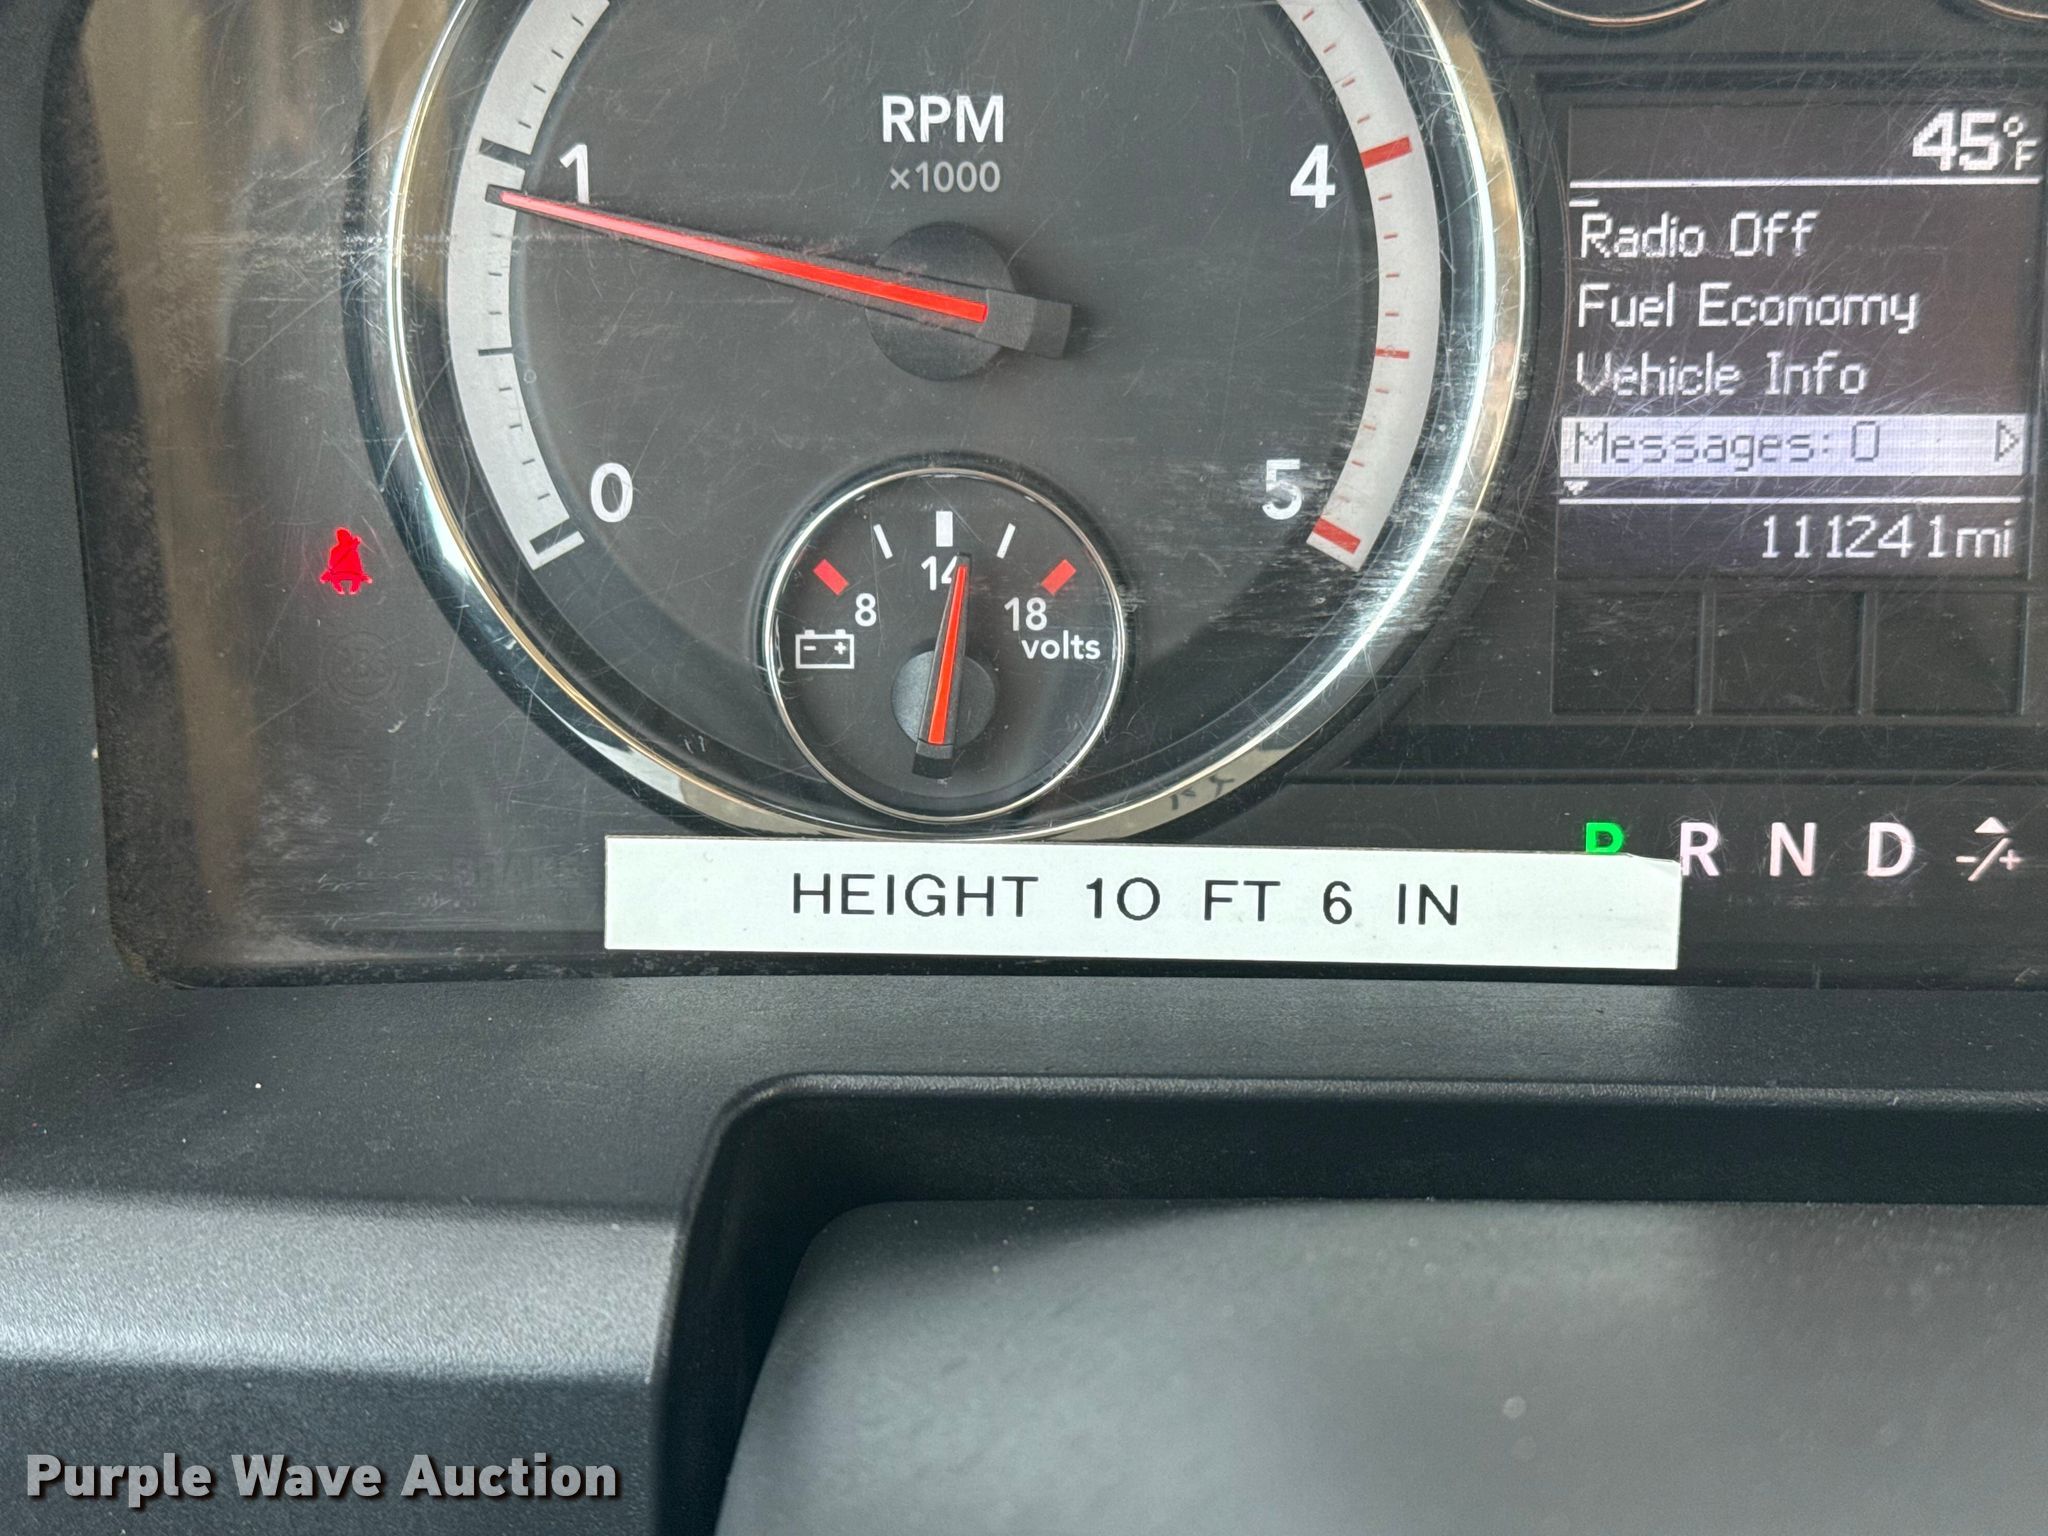 RPM
×1000
1
4
0
5
8
14
18
volts
45°F
Radio Off
Fuel Economy
Vehicle Info
Messages: 0
111241mi
P R N D -/+
HEIGHT 10 FT 6 IN
Purple Wave Auction